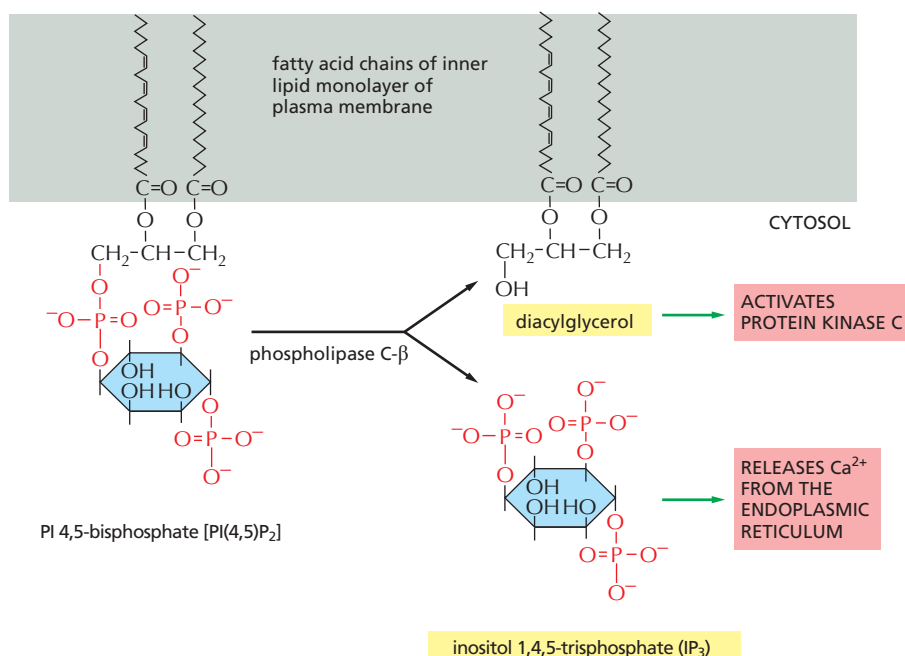 fatty acid chains of inner
lipid monolayer of
plasma membrane
C=O C=O
O O
CH₂–CH–CH₂
O
⁻O–P=O
O
O⁻
O=P–O⁻
O
OH
OH HO
O
O=P–O⁻
O⁻
PI 4,5-bisphosphate [PI(4,5)P₂]
phospholipase C-β
C=O C=O
O O
CH₂–CH–CH₂
OH
CYTOSOL
diacylglycerol
ACTIVATES
PROTEIN KINASE C
O⁻
⁻O–P=O
O
O⁻
O=P–O⁻
O
OH
OH HO
O
O=P–O⁻
O⁻
inositol 1,4,5-trisphosphate (IP₃)
RELEASES Ca²⁺
FROM THE
ENDOPLASMIC
RETICULUM